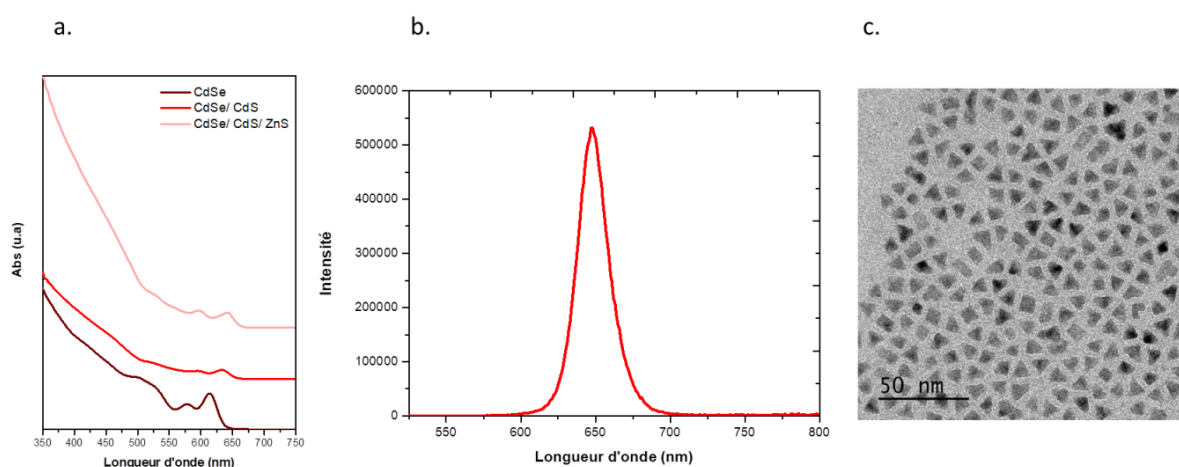 a.
b.
c.
CdSe
CdSe/ CdS
CdSe/ CdS/ ZnS
Abs (u.a)
350 400 450 500 550 600 650 700 750
Longueur d'onde (nm)
600000
500000
400000
300000
200000
100000
0
Intensité
550 600 650 700 750 800
Longueur d'onde (nm)
50 nm